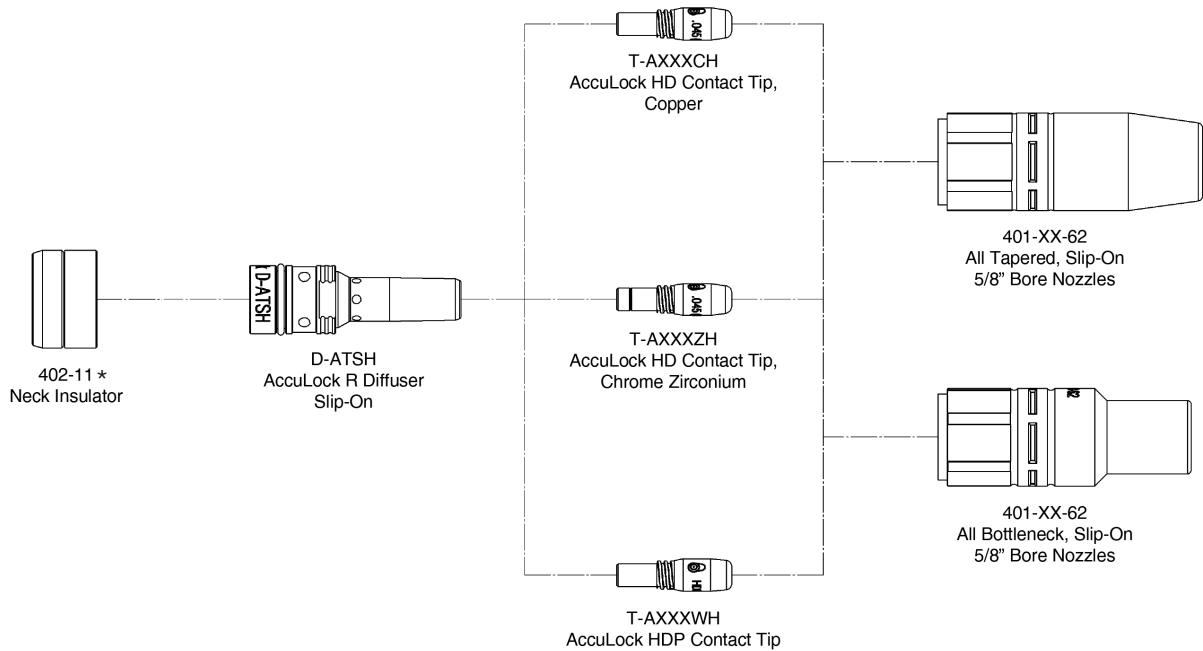 .045
T-AXXXCH
AccuLock HD Contact Tip,
Copper
401-XX-62
All Tapered, Slip-On
5/8” Bore Nozzles
D-ATSH
402-11 *
Neck Insulator
D-ATSH
AccuLock R Diffuser
Slip-On
.045
T-AXXXZH
AccuLock HD Contact Tip,
Chrome Zirconium
401-XX-62
All Bottleneck, Slip-On
5/8” Bore Nozzles
T-AXXXWH
AccuLock HDP Contact Tip